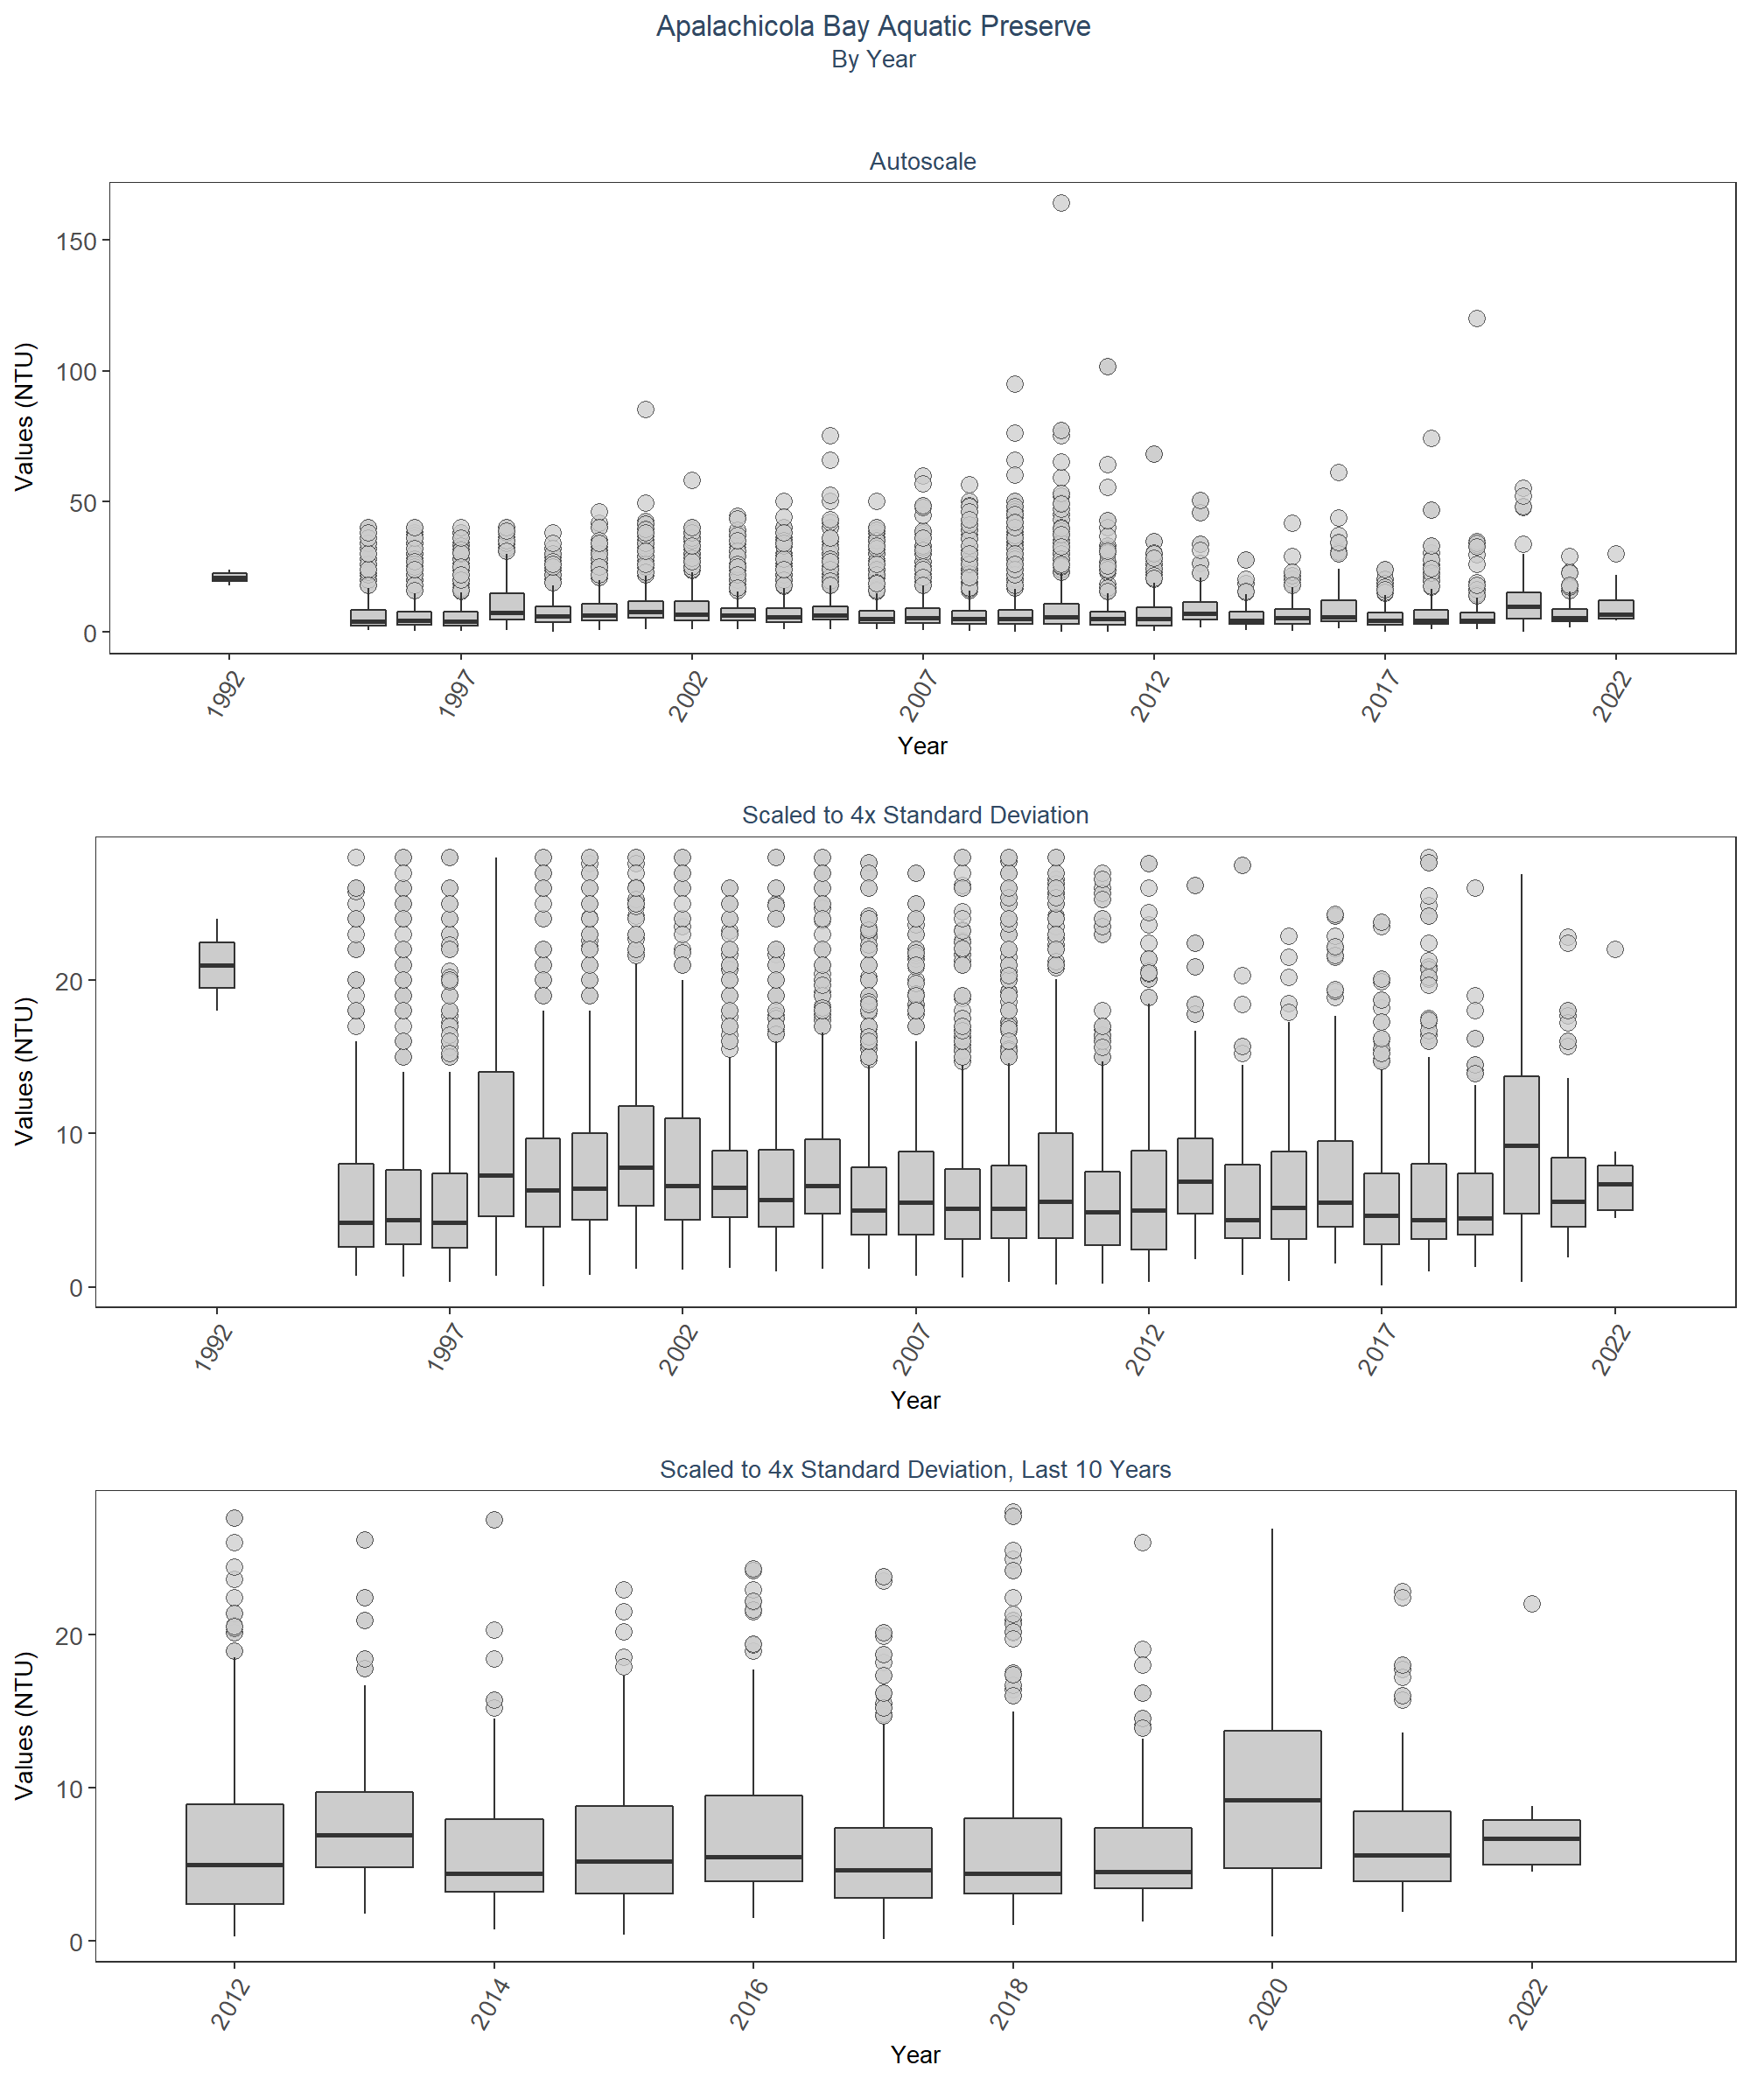 Apalachicola Bay Aquatic Preserve
By Year
Autoscale
Values (NTU)
150
100
50
0
1992 1997 2002 2007 2012 2017 2022
Year
Scaled to 4x Standard Deviation
Values (NTU)
20
10
0
1992 1997 2002 2007 2012 2017 2022
Year
Scaled to 4x Standard Deviation, Last 10 Years
Values (NTU)
20
10
0
2012 2014 2016 2018 2020 2022
Year